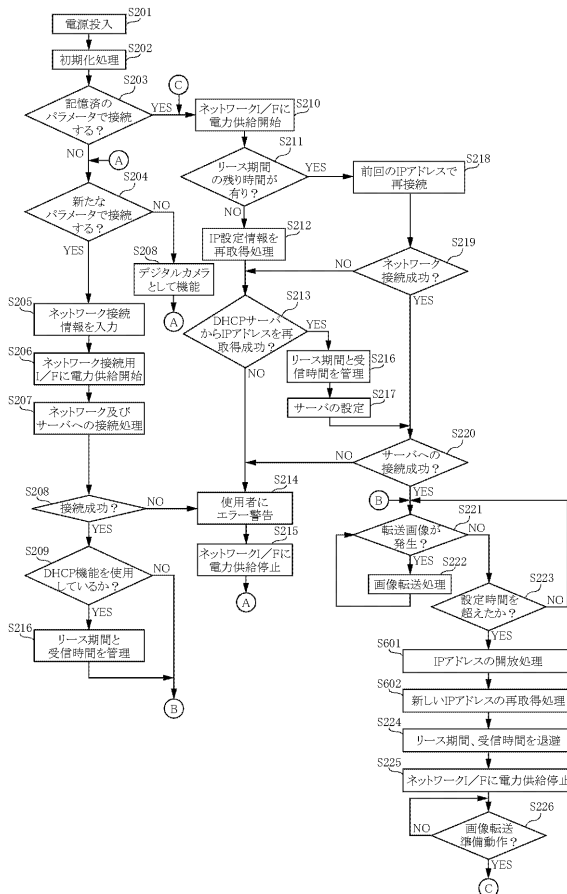 S201
電源投入
S202
初期化処理
S203
記憶済の
パラメータで接続
する?
YES
NO
C
A
S204
新たな
パラメータで接続
する?
NO
YES
S208
デジタルカメラ
として機能
A
S205
ネットワーク接続
情報を入力
S206
ネットワーク接続用
I/Fに電力供給開始
S207
ネットワーク及び
サーバへの接続処理
S208
接続成功?
NO
YES
S209
DHCP機能を使用
しているか?
NO
YES
S216
リース期間と
受信時間を管理
B
S210
ネットワークI/Fに
電力供給開始
S211
リース期間
の残り時間が
有り?
YES
NO
S212
IP設定情報を
再取得処理
S213
DHCPサーバ
からIPアドレスを再
取得成功?
YES
NO
S216
リース期間と受
信時間を管理
S217
サーバの設定
S214
使用者に
エラー警告
S215
ネットワークI/Fに
電力供給停止
A
S218
前回のIPアドレスで
再接続
S219
ネットワーク
接続成功?
NO
YES
S220
サーバへの
接続成功?
NO
YES
B
S221
転送画像が
発生?
NO
YES
S222
画像転送処理
S223
設定時間を
超えたか?
NO
YES
S601
IPアドレスの開放処理
S602
新しいIPアドレスの再取得処理
S224
リース期間、受信時間を退避
S225
ネットワークI/Fに電力供給停止
S226
画像転送
準備動作?
NO
YES
C